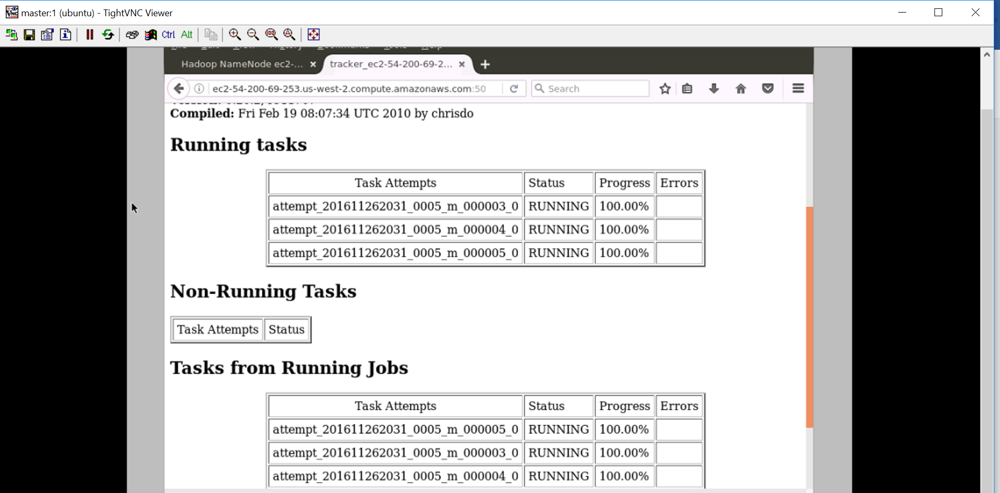 master:1 (ubuntu) - TightVNC Viewer
Ctrl Alt
Hadoop NameNode ec2-...
tracker_ec2-54-200-69-2...
ec2-54-200-69-253.us-west-2.compute.amazonaws.com:50
Search
Compiled: Fri Feb 19 08:07:34 UTC 2010 by chrisdo
Running tasks
Task Attempts Status Progress Errors
attempt_201611262031_0005_m_000003_0 RUNNING 100.00%
attempt_201611262031_0005_m_000004_0 RUNNING 100.00%
attempt_201611262031_0005_m_000005_0 RUNNING 100.00%
Non-Running Tasks
Task Attempts Status
Tasks from Running Jobs
Task Attempts Status Progress Errors
attempt_201611262031_0005_m_000005_0 RUNNING 100.00%
attempt_201611262031_0005_m_000003_0 RUNNING 100.00%
attempt_201611262031_0005_m_000004_0 RUNNING 100.00%